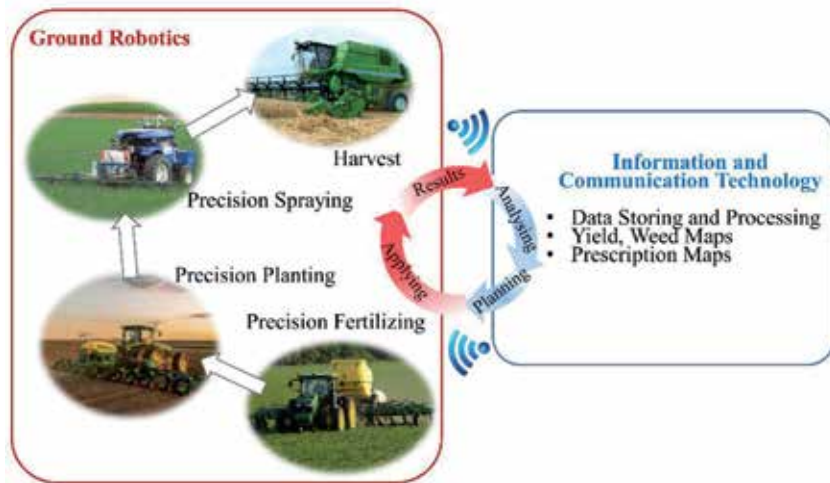 Ground Robotics
Harvest
Precision Spraying
Precision Planting
Precision Fertilizing
Results
Analysing
Planning
Applying
Information and
Communication Technology
• Data Storing and Processing
• Yield, Weed Maps
• Prescription Maps